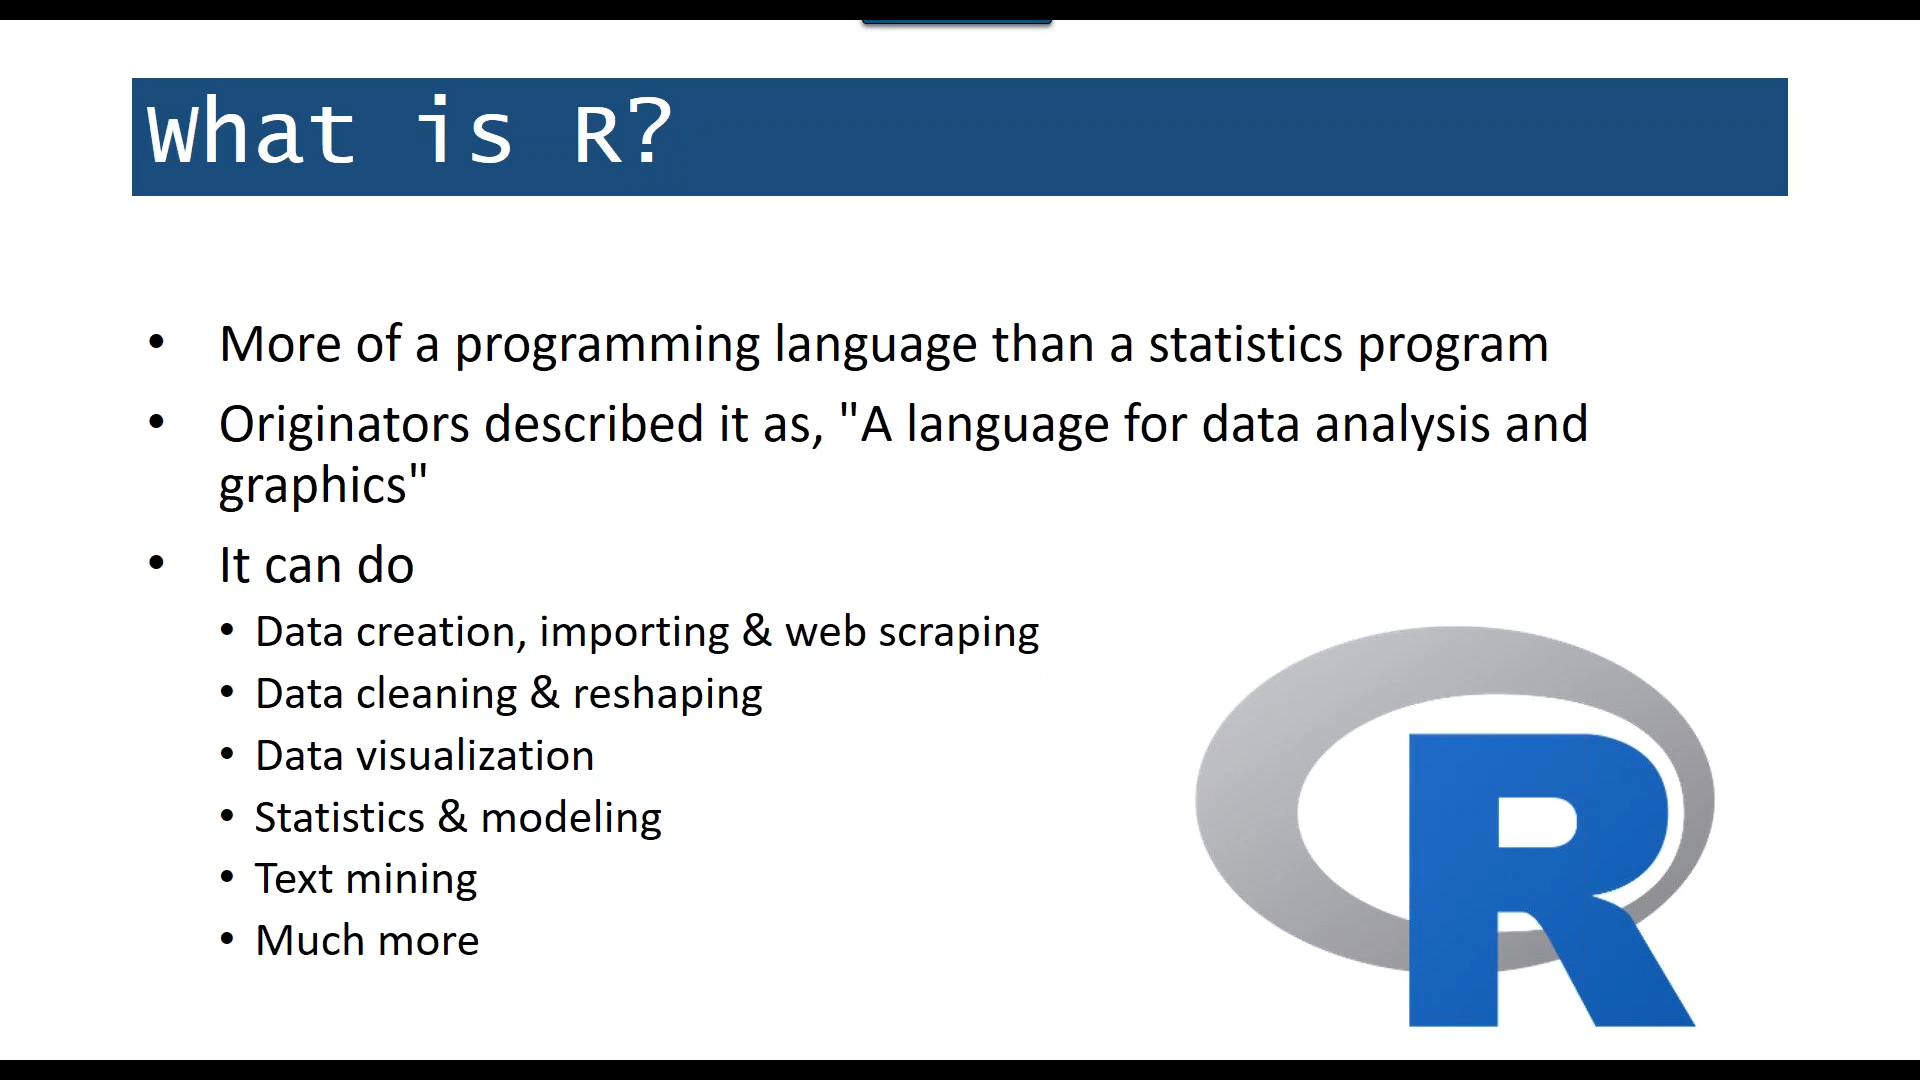 What is R?
• More of a programming language than a statistics program
• Originators described it as, "A language for data analysis and
graphics"
• It can do
• Data creation, importing & web scraping
• Data cleaning & reshaping
• Data visualization
• Statistics & modeling
• Text mining
• Much more
R